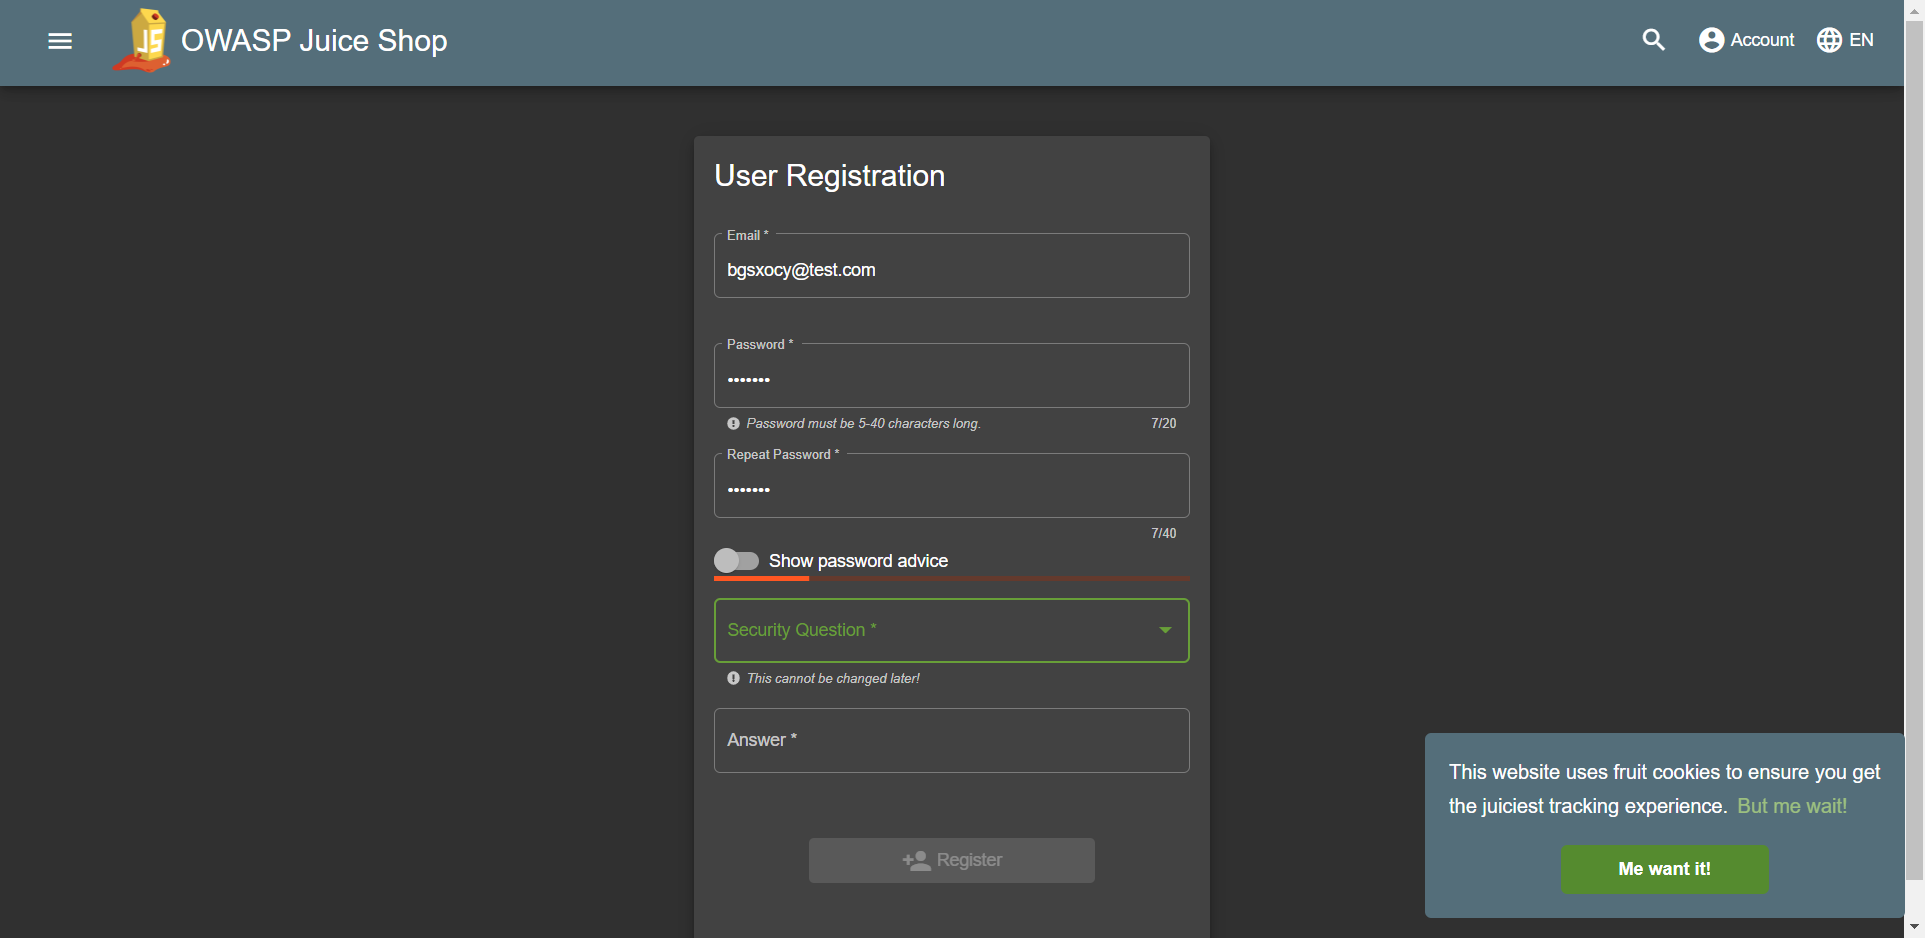 OWASP Juice Shop
Account
EN
User Registration
Email *
bgsxocy@test.com
Password *
•••••••
Password must be 5-40 characters long.
7/20
Repeat Password *
•••••••
7/40
Show password advice
Security Question *
This cannot be changed later!
Answer *
Register
This website uses fruit cookies to ensure you get
the juiciest tracking experience. But me wait!
Me want it!